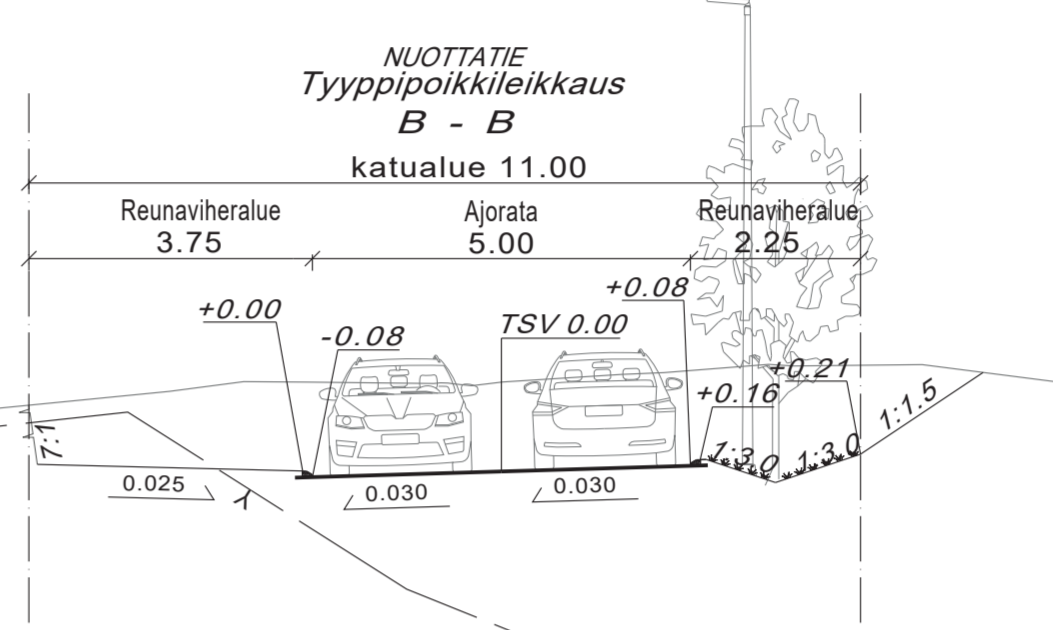 NUOTTATIE
Tyyppipoikkileikkaus
B - B
katualue 11.00
Reunaviheralue
3.75
Ajorata
5.00
Reunaviheralue
2.25
+0.00
-0.08
TSV 0.00
+0.08
+0.16
+0.21
7:1
1:3.0
1:3.0
1:1.5
0.025
Y
0.030
0.030